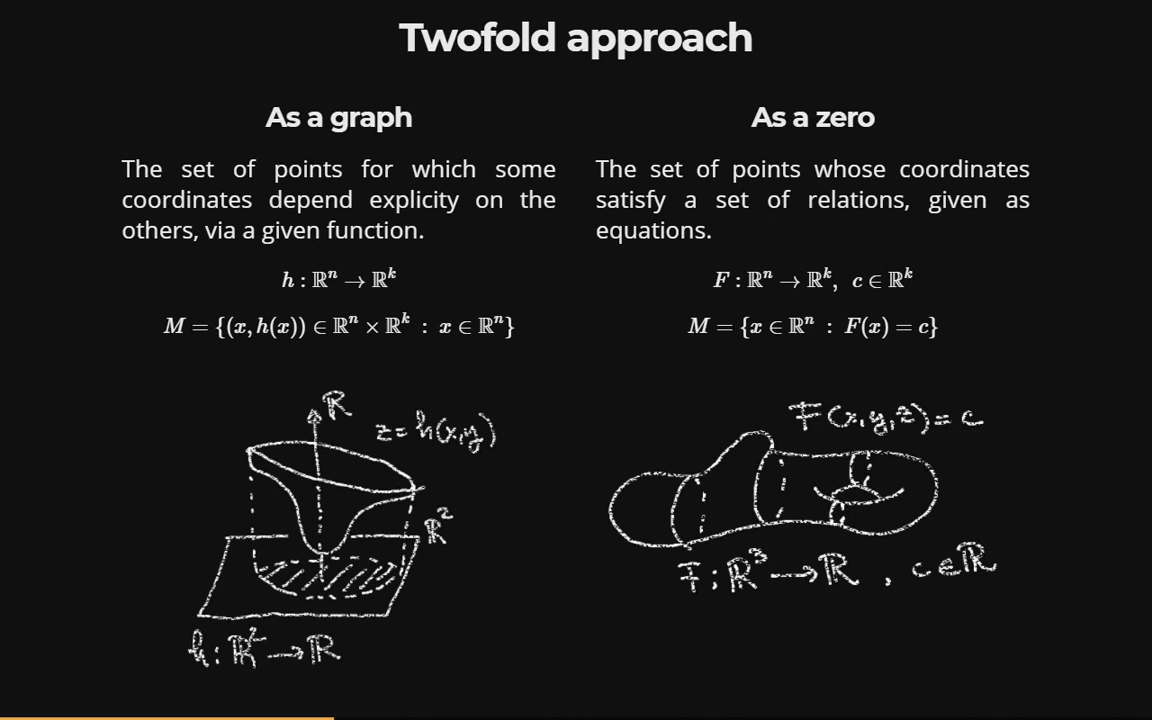 Twofold approach
As a graph
The set of points for which some
coordinates depend explicity on the
others, via a given function.
h : ℝⁿ → ℝᵏ
M = {(x, h(x)) ∈ ℝⁿ × ℝᵏ : x ∈ ℝⁿ}
ℝ
z = h(x,y)
ℝ²
h : ℝ² → ℝ
As a zero
The set of points whose coordinates
satisfy a set of relations, given as
equations.
F : ℝⁿ → ℝᵏ, c ∈ ℝᵏ
M = {x ∈ ℝⁿ : F(x) = c}
F(x,y,z) = c
F : ℝ³ → ℝ , c ∈ ℝ